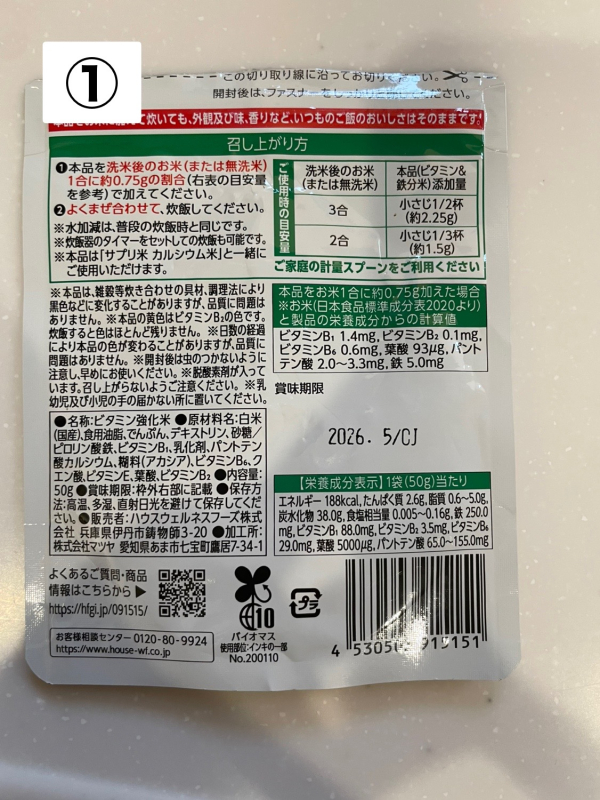 ①
この切り取り線に沿ってお切りください。
開封後は、ファスナーをしっかり
ください。
炊いても、外観及び味、香りなど、いつものご飯のおいしさはそのままです!
召し上がり方
❶本品を洗米後のお米(または無洗米)
1合に約0.75gの割合(右表の目安量
を参考)で加えてください。
❷よくまぜ合わせて、炊飯してください。
※水加減は、普段の炊飯時と同じです。
※炊飯器のタイマーをセットしての炊飯も可能です。
※本品は「サプリ米 カルシウム米」と一緒に
ご使用いただけます。
ご使用時の目安量
洗米後のお米
(または無洗米)
本品(ビタミン&
鉄分米)添加量
3合
小さじ1/2杯
(約2.25g)
2合
小さじ1/3杯
(約1.5g)
ご家庭の計量スプーンをご利用ください
※本品は、雑穀等炊き合わせの具材、調理法により
黒色などに変化することがありますが、品質に問題は
ありません。※本品の黄色はビタミンB₂の色です。
炊飯すると色はほとんど残りません。※日数の経過
により本品の色が変わることがありますが、品質に
問題はありません。※開封後は虫のつかないように
注意し、早めにお使いください。※脱酸素剤が入って
います。召し上がらないようご注意ください。※乳
幼児及び小児の手の届かない所に置いてください。
本品をお米1合に約0.75g加えた場合
※お米(日本食品標準成分表2020より)
と製品の栄養成分からの計算値
ビタミンB₁ 1.4mg、ビタミンB₂ 0.1mg、
ビタミンB₆ 0.6mg、葉酸 93μg、パント
テン酸 2.0~3.3mg、鉄 5.0mg
賞味期限
2026. 5/CJ
●名称:ビタミン強化米 ●原材料名:白米
(国産)、食用油脂、でんぷん、デキストリン、砂糖/
ピロリン酸鉄、ビタミンB₁、乳化剤、パントテン
酸カルシウム、糊料(アカシア)、ビタミンB₆、ク
エン酸、ビタミンE、葉酸、ビタミンB₂ ●内容量:
50g ●賞味期限:枠外右部に記載 ●保存方
法:高温、多湿、直射日光を避けて保存してくだ
さい。●販売者:ハウスウェルネスフーズ株式
会社 兵庫県伊丹市鋳物師3-20 ●加工所:
株式会社マツヤ 愛知県あま市七宝町鷹居7-34-1
【栄養成分表示】1袋(50g)当たり
エネルギー 188kcal、たんぱく質 2.6g、脂質 0.6~5.0g、
炭水化物 38.0g、食塩相当量 0.005~0.16g、鉄 250.0
mg、ビタミンB₁ 88.0mg、ビタミンB₂ 3.5mg、ビタミンB₆
29.0mg、葉酸 5000μg、パントテン酸 65.0~155.0mg
よくあるご質問・商品
情報はこちらから ▶
https://hfgi.jp/091515/
お客様相談センター 0120-80-9924
https://www.house-wf.co.jp
10
バイオマス
使用部位:インキの一部
No.200110
プラ
4 53050
915151